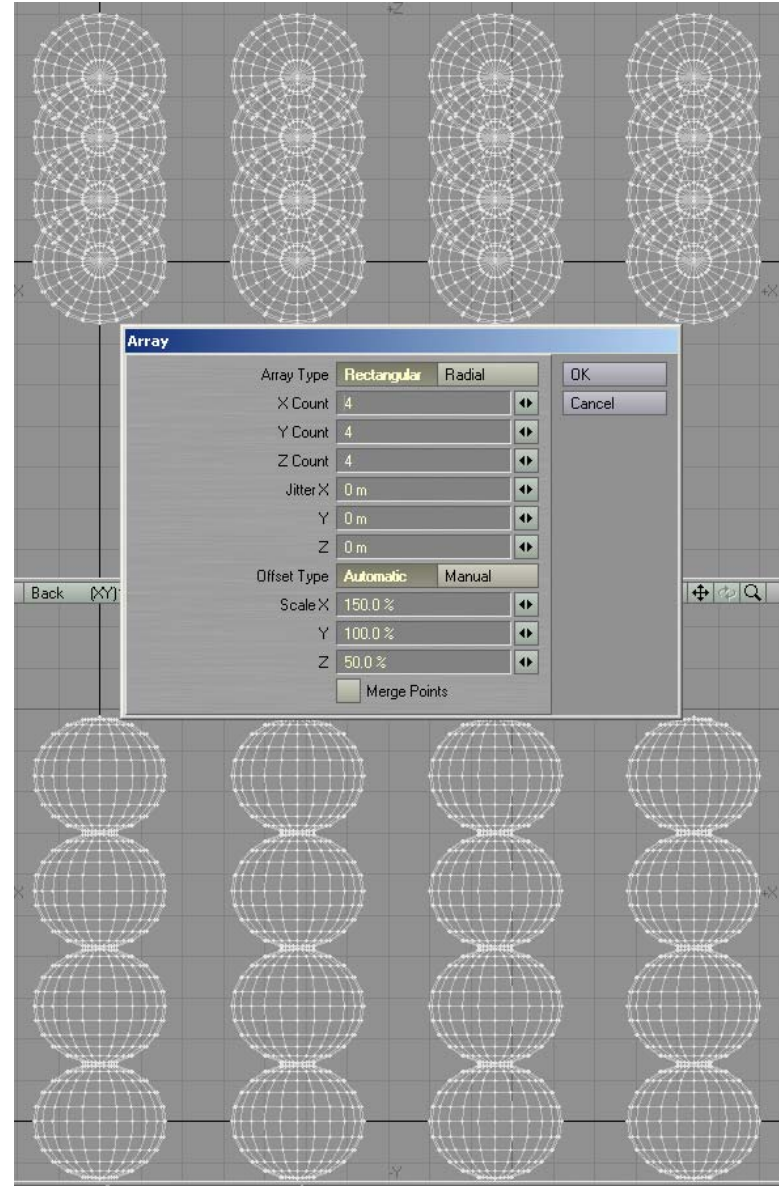 +Z
X +X
Array
Array Type Rectangular Radial OK
X Count 4 Cancel
Y Count 4
Z Count 4
Jitter X 0 m
Y 0 m
Z 0 m
Offset Type Automatic Manual
Back (XY)
Scale X 150.0 %
Y 100.0 %
Z 50.0 %
Merge Points
X +X
-Y